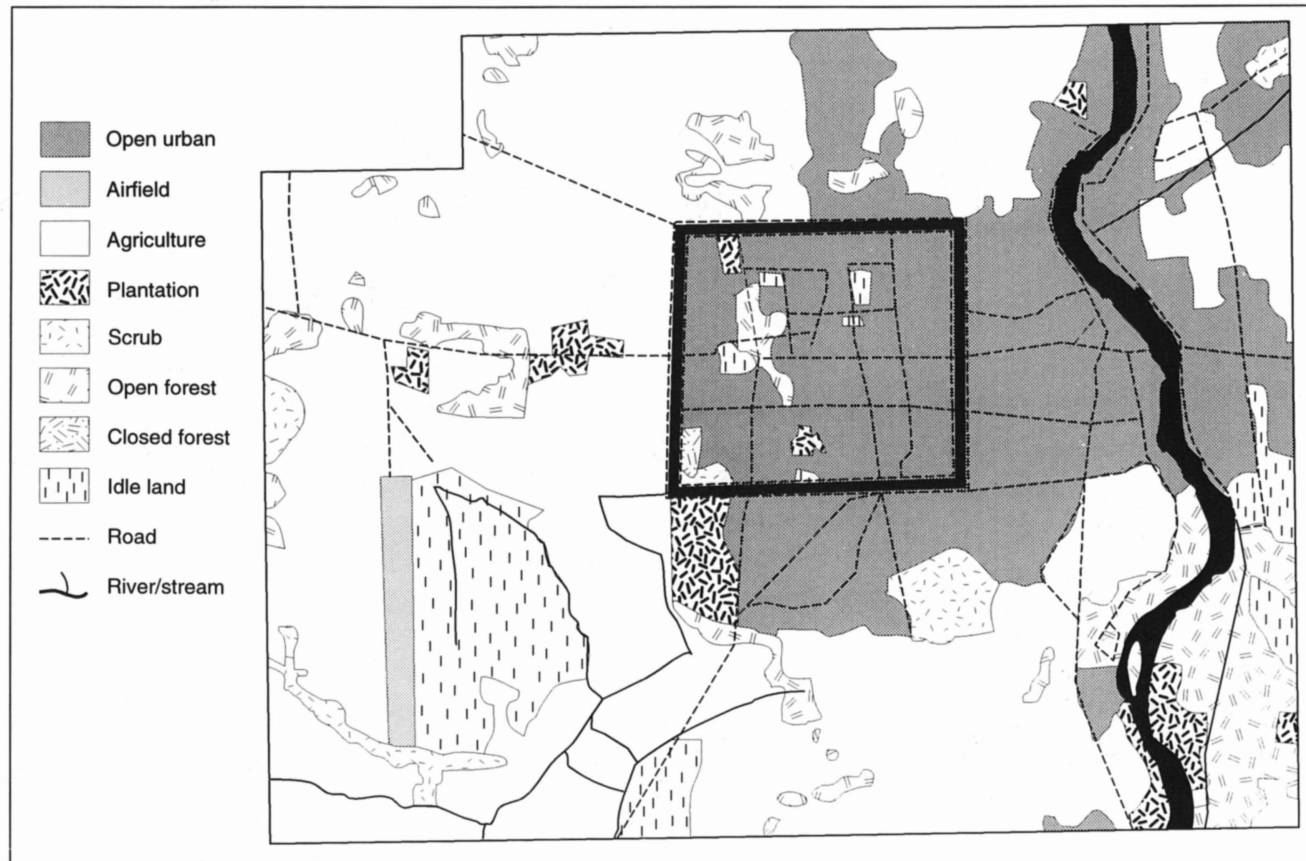 Open urban
Airfield
Agriculture
Plantation
Scrub
Open forest
Closed forest
Idle land
Road
River/stream